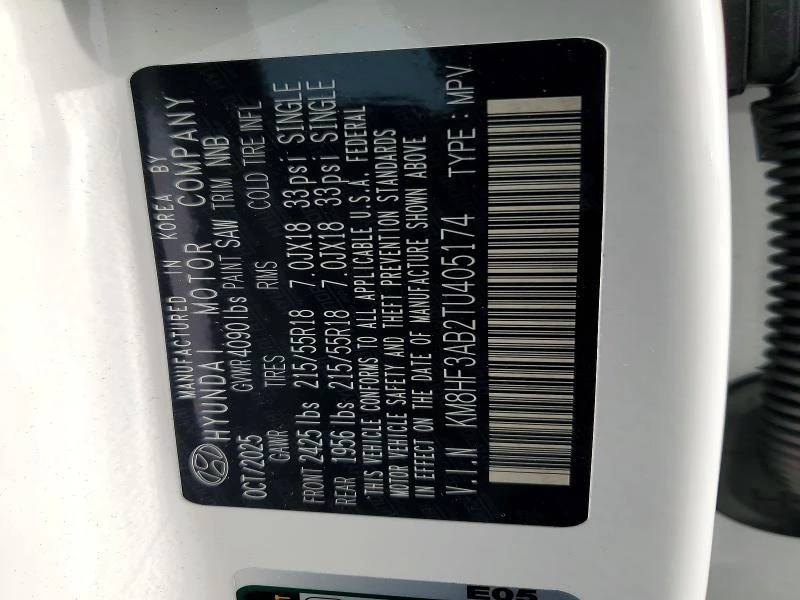 MANUFACTURED IN KOREA BY
HYUNDAI MOTOR COMPANY
OCT/2025 GVWR 4090 lbs PAINT SAW TRIM NNB
GAWR TIRES RIMS COLD TIRE INFL
FRONT 2425 lbs 215/55R18 7.0JX18 33psi SINGLE
REAR 1956 lbs 215/55R18 7.0JX18 33psi SINGLE
THIS VEHICLE CONFORMS TO ALL APPLICABLE U.S.A. FEDERAL
MOTOR VEHICLE SAFETY AND THEFT PREVENTION STANDARDS
IN EFFECT ON THE DATE OF MANUFACTURE SHOWN ABOVE
V.I.N KM8HF3AB2TU405174 TYPE : MPV
E05